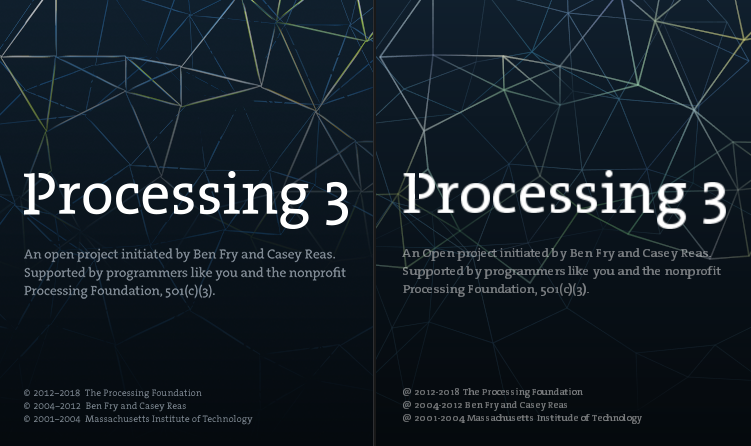 Processing 3
An open project initiated by Ben Fry and Casey Reas.
Supported by programmers like you and the nonprofit
Processing Foundation, 501(c)(3).
© 2012–2018 The Processing Foundation
© 2004–2012 Ben Fry and Casey Reas
© 2001–2004 Massachusetts Institute of Technology
Processing 3
An Open project initiated by Ben Fry and Casey Reas.
Supported by programmers like you and the nonprofit
Processing Foundation, 501(c)(3).
@ 2012-2018 The Processing Foundation
@ 2004-2012 Ben Fry and Casey Reas
@ 2001-2004 Massachusetts Institude of Technology